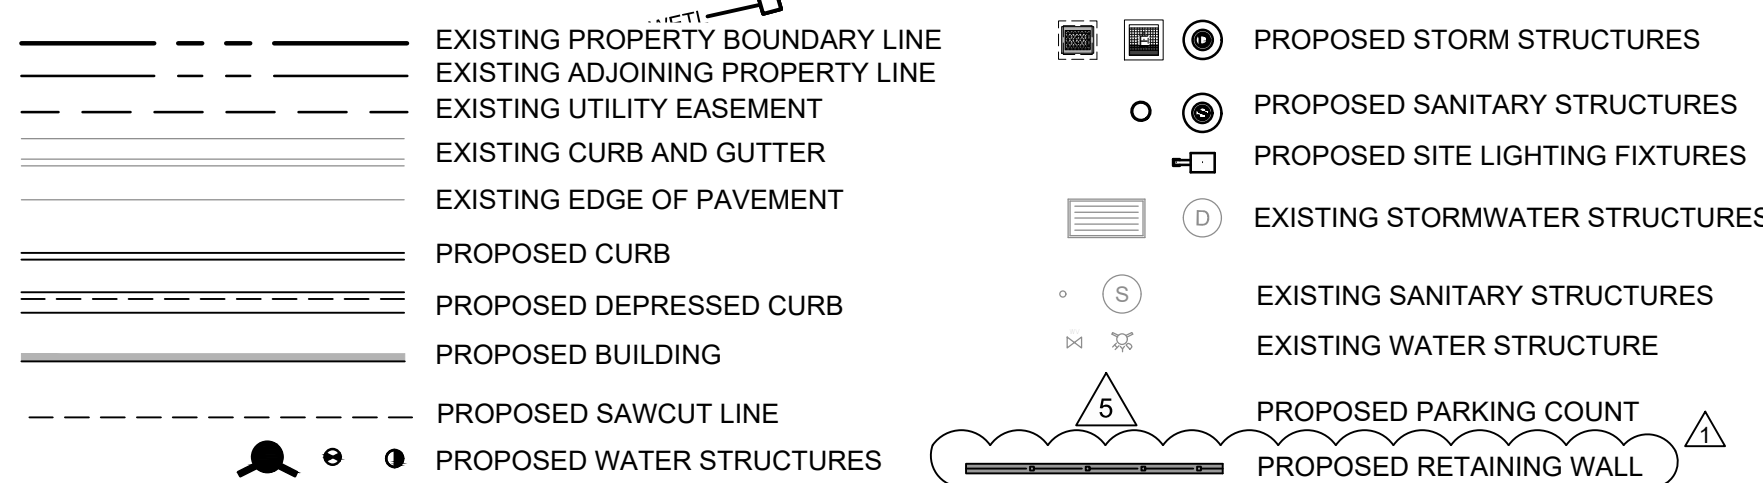 EXISTING PROPERTY BOUNDARY LINE
EXISTING ADJOINING PROPERTY LINE
EXISTING UTILITY EASEMENT
EXISTING CURB AND GUTTER
EXISTING EDGE OF PAVEMENT
PROPOSED CURB
PROPOSED DEPRESSED CURB
PROPOSED BUILDING
PROPOSED SAWCUT LINE
PROPOSED WATER STRUCTURES
D PROPOSED STORM STRUCTURES
S PROPOSED SANITARY STRUCTURES
PROPOSED SITE LIGHTING FIXTURES
D EXISTING STORMWATER STRUCTURES
S EXISTING SANITARY STRUCTURES
EXISTING WATER STRUCTURE
5 PROPOSED PARKING COUNT
1
PROPOSED RETAINING WALL